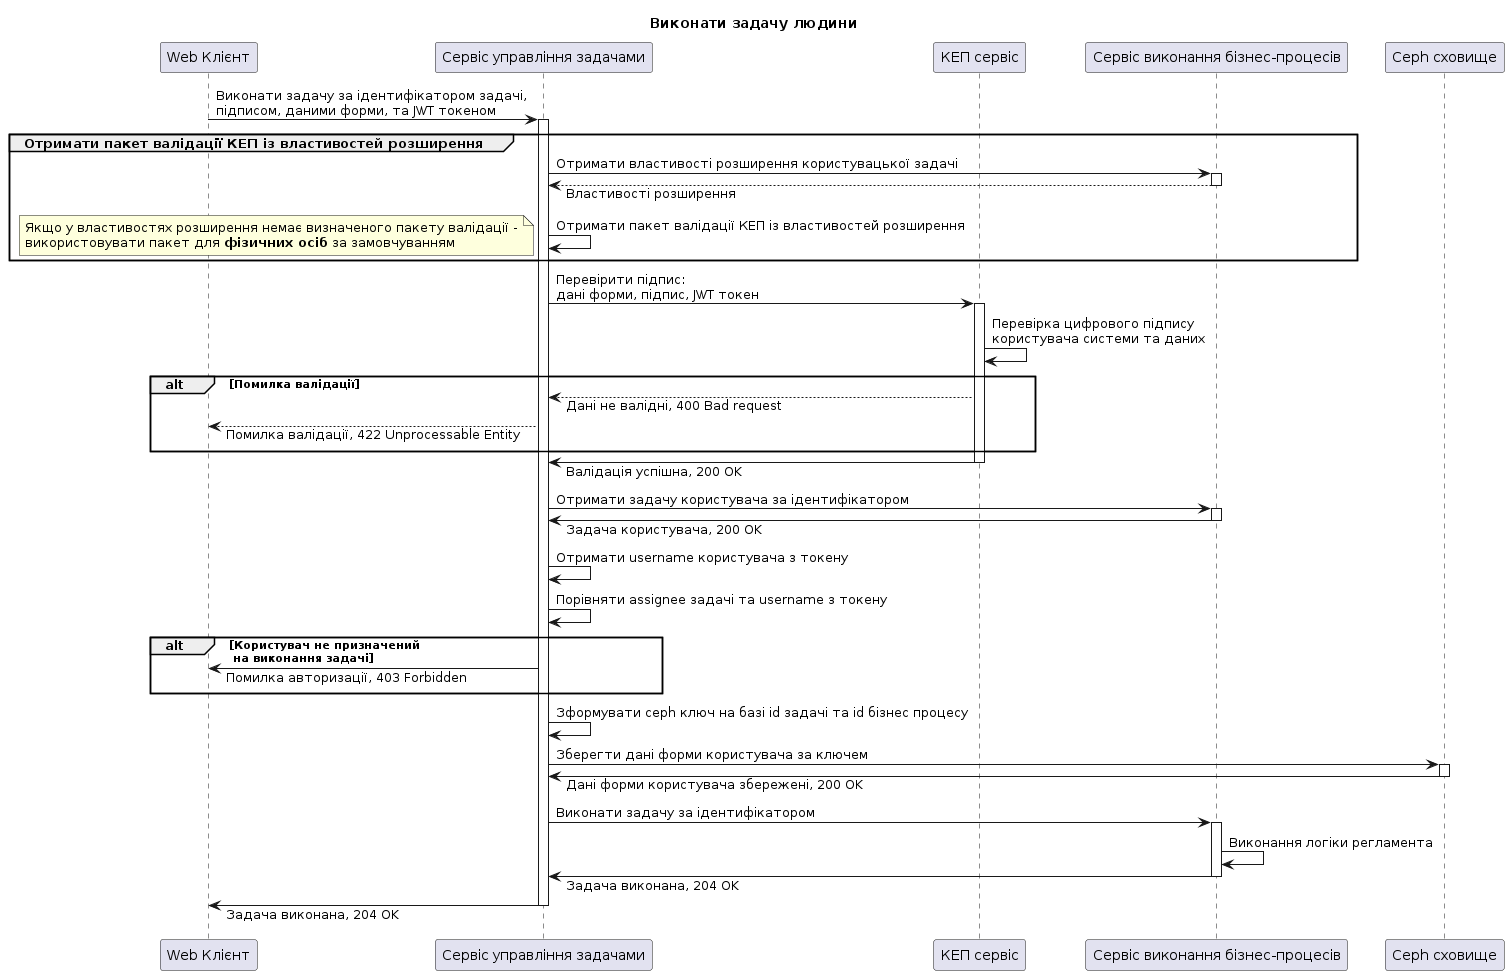 Виконати задачу людини
Web Клієнт
Сервіс управління задачами
КЕП сервіс
Сервіс виконання бізнес-процесів
Ceph сховище
Виконати задачу за ідентифікатором задачі,
підписом, даними форми, та JWT токеном
Отримати пакет валідації КЕП із властивостей розширення
Отримати властивості розширення користувацької задачі
Властивості розширення
Якщо у властивостях розширення немає визначеного пакету валідації -
використовувати пакет для фізичних осіб за замовчуванням
Отримати пакет валідації КЕП із властивостей розширення
Перевірити підпис:
дані форми, підпис, JWT токен
Перевірка цифрового підпису
користувача системи та даних
alt
[Помилка валідації]
Дані не валідні, 400 Bad request
Помилка валідації, 422 Unprocessable Entity
Валідація успішна, 200 OK
Отримати задачу користувача за ідентифікатором
Задача користувача, 200 OK
Отримати username користувача з токену
Порівняти assignee задачі та username з токену
alt
[Користувач не призначений
на виконання задачі]
Помилка авторизації, 403 Forbidden
Зформувати ceph ключ на базі id задачі та id бізнес процесу
Зберегти дані форми користувача за ключем
Дані форми користувача збережені, 200 OK
Виконати задачу за ідентифікатором
Виконання логіки регламента
Задача виконана, 204 OK
Задача виконана, 204 OK
Web Клієнт
Сервіс управління задачами
КЕП сервіс
Сервіс виконання бізнес-процесів
Ceph сховище